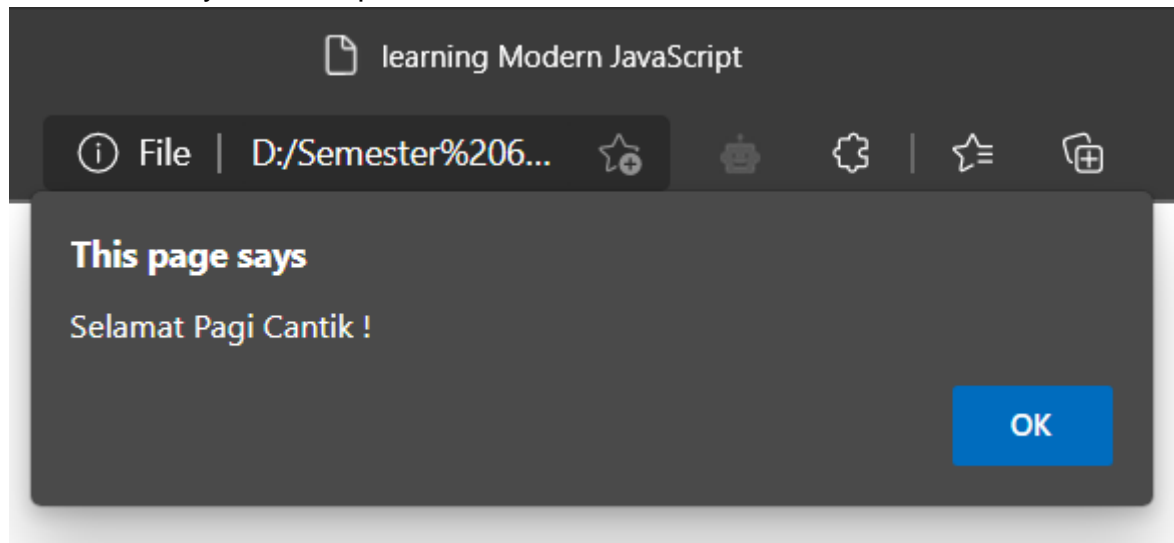 learning Modern JavaScript
File | D:/Semester%206...
This page says
Selamat Pagi Cantik !
OK